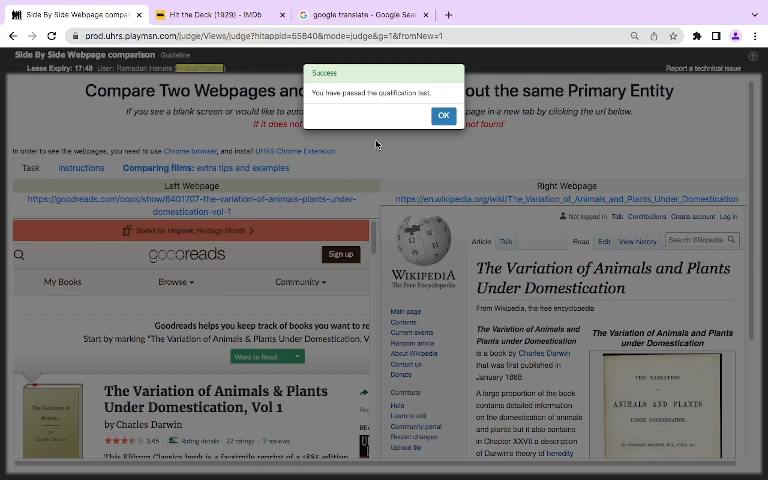 Side By Side Webpage compar
Hit the Deck (1929) - IMDb
google translate - Google Sear
prod.uhrs.playmsn.com/judge/Views/judge?hitappid=55840&mode=judge&g=1&fromNew=1
Side By Side Webpage comparison Guideline
Lease Expiry: 17:48 User: Ramadan Haruna (In Qualification)
Report a technical issue
Success
You have passed the qualification test.
OK
Compare Two Webpages and
out the same Primary Entity
If you see a blank screen or would like to
page in a new tab by clicking the url below.
If it does not
not found'
In order to see the webpages, you need to use Chrome browser, and install UHRS Chrome Extension
Task Instructions Comparing films: extra tips and examples
Left Webpage
https://goodreads.com/book/show/6401707-the-variation-of-animals-plants-under-
domestication-vol-1
Books for Hispanic Heritage Month
goodreads
Sign up
My Books Browse Community
Goodreads helps you keep track of books you want to re
Start by marking “The Variation of Animals & Plants Under Domestication, V
Want to Read
The Variation of Animals & Plants
Under Domestication, Vol 1
by Charles Darwin
3.45 Rating details · 22 ratings · 2 reviews
This Elibron Classics book is a facsimile reprint of a 1885 edition
Right Webpage
https://en.wikipedia.org/wiki/The_Variation_of_Animals_and_Plants_Under_Domestication
Not logged in Talk Contributions Create account Log in
Article Talk Read Edit View history Search Wikipedia
WIKIPEDIA
The Free Encyclopedia
Main page
Contents
Current events
Random article
About Wikipedia
Contact us
Donate
Contribute
Help
Learn to edit
Community portal
Recent changes
Upload file
The Variation of Animals and Plants
Under Domestication
From Wikipedia, the free encyclopedia
The Variation of Animals and
Plants under Domestication
is a book by Charles Darwin
that was first published in
January 1868.
A large proportion of the book
contains detailed information
on the domestication of animals
and plants but it also contains
in Chapter XXVII a description
of Darwin's theory of heredity
The Variation of Animals and Plants
under Domestication
THE VARIATION
OF
ANIMALS AND PLANTS
UNDER DOMESTICATION.